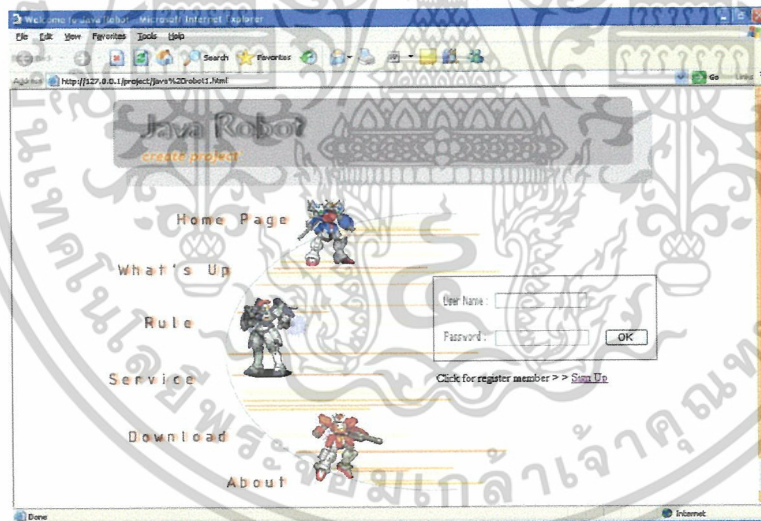 Welcome to Java Robot - Microsoft Internet Explorer
File Edit View Favorites Tools Help
Search Favorites
Address http://127.0.0.1/project/java%20robot1.html Go Links
Java Robot
create project
Home Page
What's Up
Rule
Service
Download
About
User Name :
Password : OK
Click for register member > > Sign Up
Done Internet